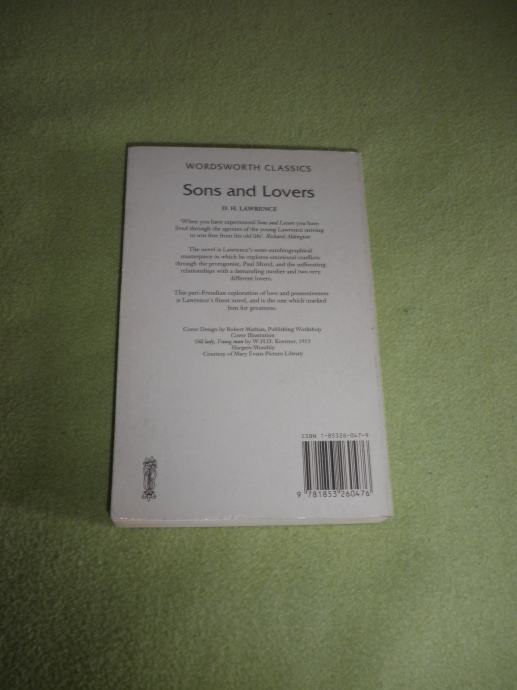 WORDSWORTH CLASSICS
Sons and Lovers
D. H. LAWRENCE
'When you have experienced Sons and Lovers you have
lived through the agonies of the young Lawrence striving
to win free from his old life'. Richard Aldington
The novel is Lawrence's semi-autobiographical
masterpiece in which he explores emotional conflicts
through the protagonist, Paul Morel, and the suffocating
relationships with a demanding mother and two very
different lovers.
This part-Freudian exploration of love and possessiveness
is Lawrence's finest novel, and is the one which marked
him for greatness.
Cover Design by Robert Mathias, Publishing Workshop
Cover Illustration
Old lady, Young man by W.H.D. Koerner, 1913
Harpers Monthly
Courtesy of Mary Evans Picture Library
ISBN 1-85326-047-9
9 781853 260476